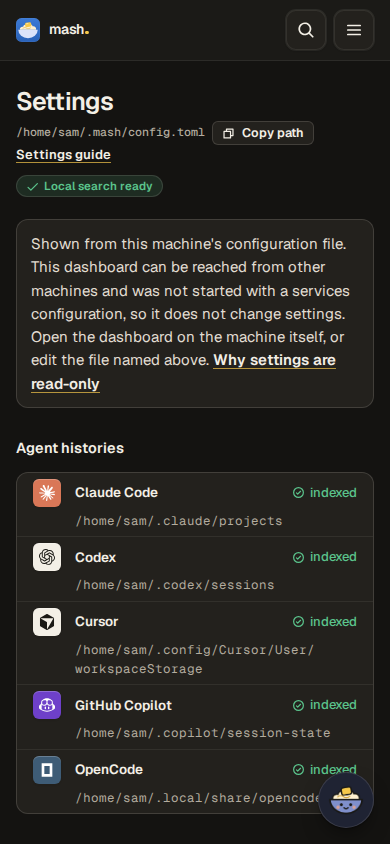 mash.
Settings
/home/sam/.mash/config.toml
Copy path
Settings guide
Local search ready
Shown from this machine's configuration file.
This dashboard can be reached from other
machines and was not started with a services
configuration, so it does not change settings.
Open the dashboard on the machine itself, or
edit the file named above. Why settings are
read-only
Agent histories
Claude Code
indexed
/home/sam/.claude/projects
Codex
indexed
/home/sam/.codex/sessions
Cursor
indexed
/home/sam/.config/Cursor/User/
workspaceStorage
GitHub Copilot
indexed
/home/sam/.copilot/session-state
OpenCode
indexed
/home/sam/.local/share/opencode